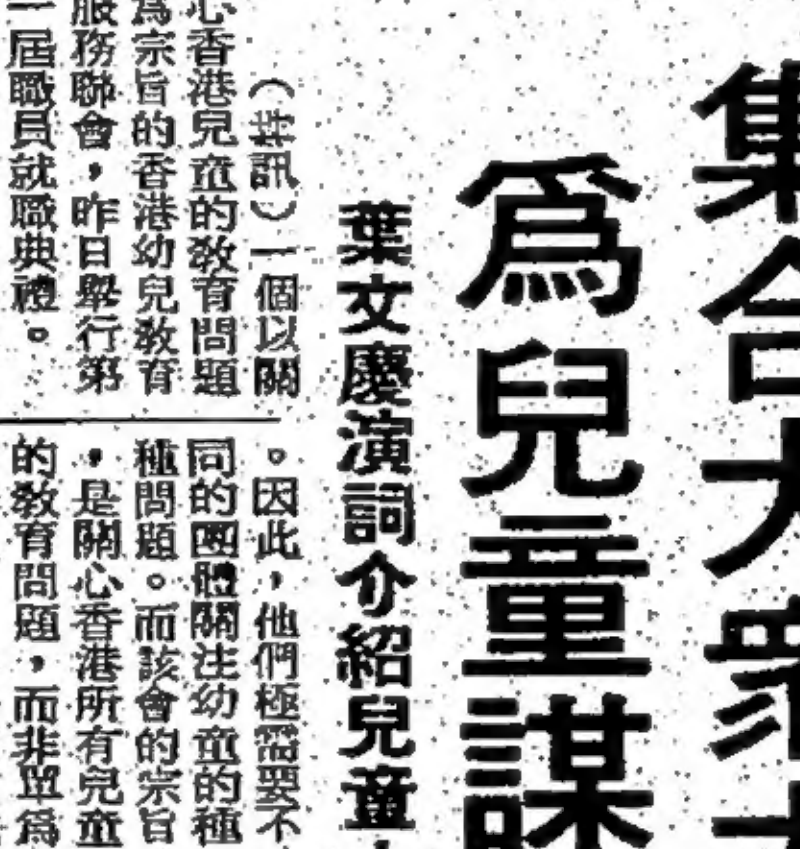 集合大衆
爲兒童謀
葉文慶演詞介紹兒童
（訊）一個以關
心香港兒童的教育問題
爲宗旨的香港幼兒教育
服務聯會，昨日舉行第
一屆職員就職典禮。
。因此，他們極需要不
同的團體關注幼童的種
種問題。而該會的宗旨
，是關心香港所有兒童
的教育問題，而非單爲